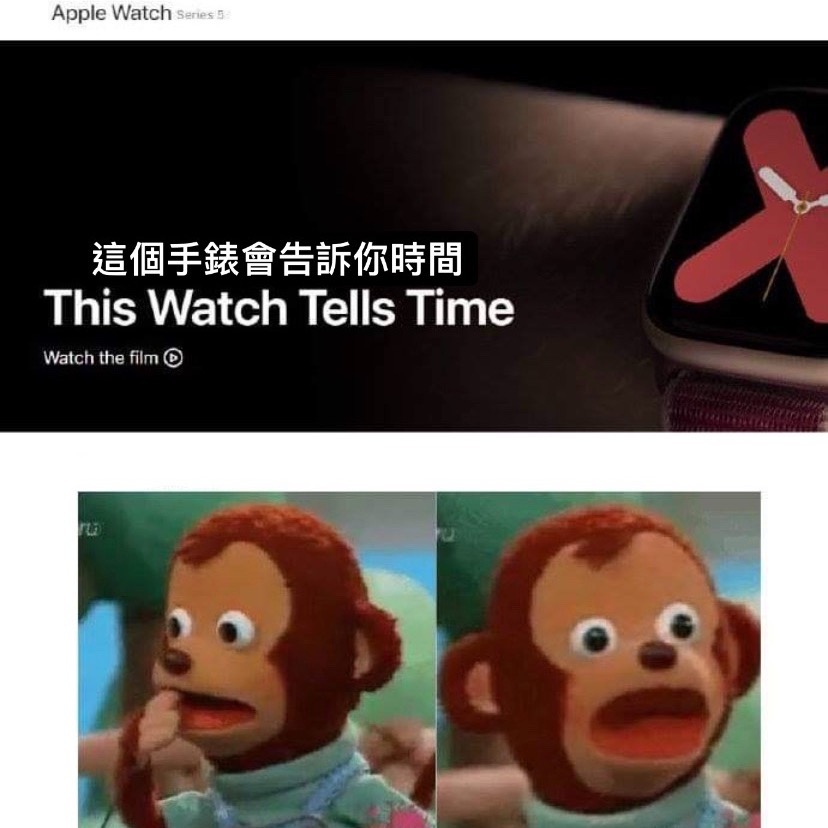 Apple Watch Series 5
這個手錶會告訴你時間
This Watch Tells Time
Watch the film